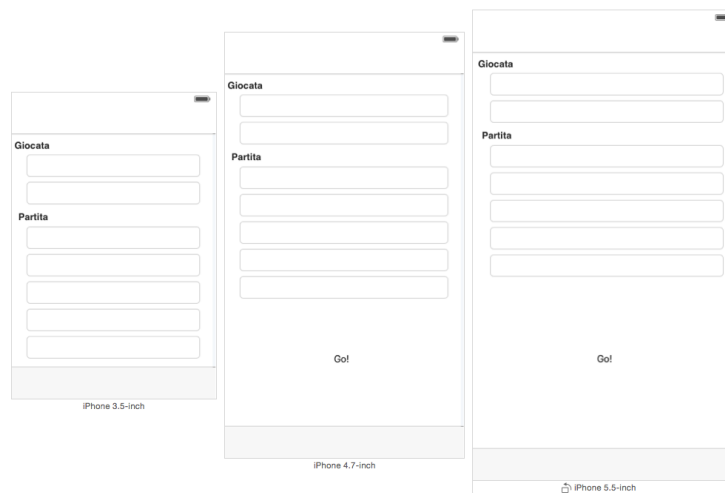 Giocata
Partita
iPhone 3.5-inch
Giocata
Partita
Go!
iPhone 4.7-inch
Giocata
Partita
Go!
iPhone 5.5-inch